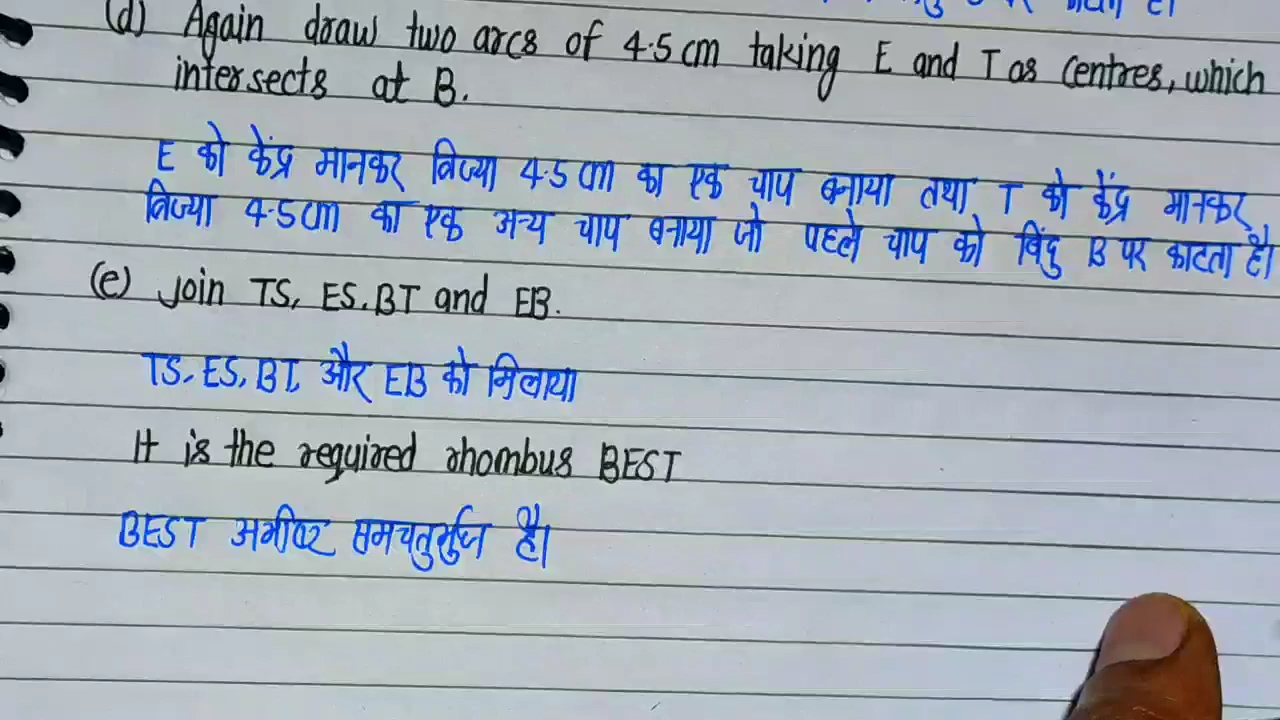 (d) Again draw two arcs of 4.5 cm taking E and T as centres, which
intersects at B.
E को केंद्र मानकर त्रिज्या 4.5 cm का एक चाप बनाया तथा T को केंद्र मानकर
त्रिज्या 4.5cm का एक अन्य चाप बनाया जो पहले चाप को बिंदु B पर काटता है।
(e) Join TS, ES, BT and EB.
TS, ES, BT, और EB को मिलाया
It is the required rhombus BEST
BEST अभीष्ट समचतुर्भुज है।